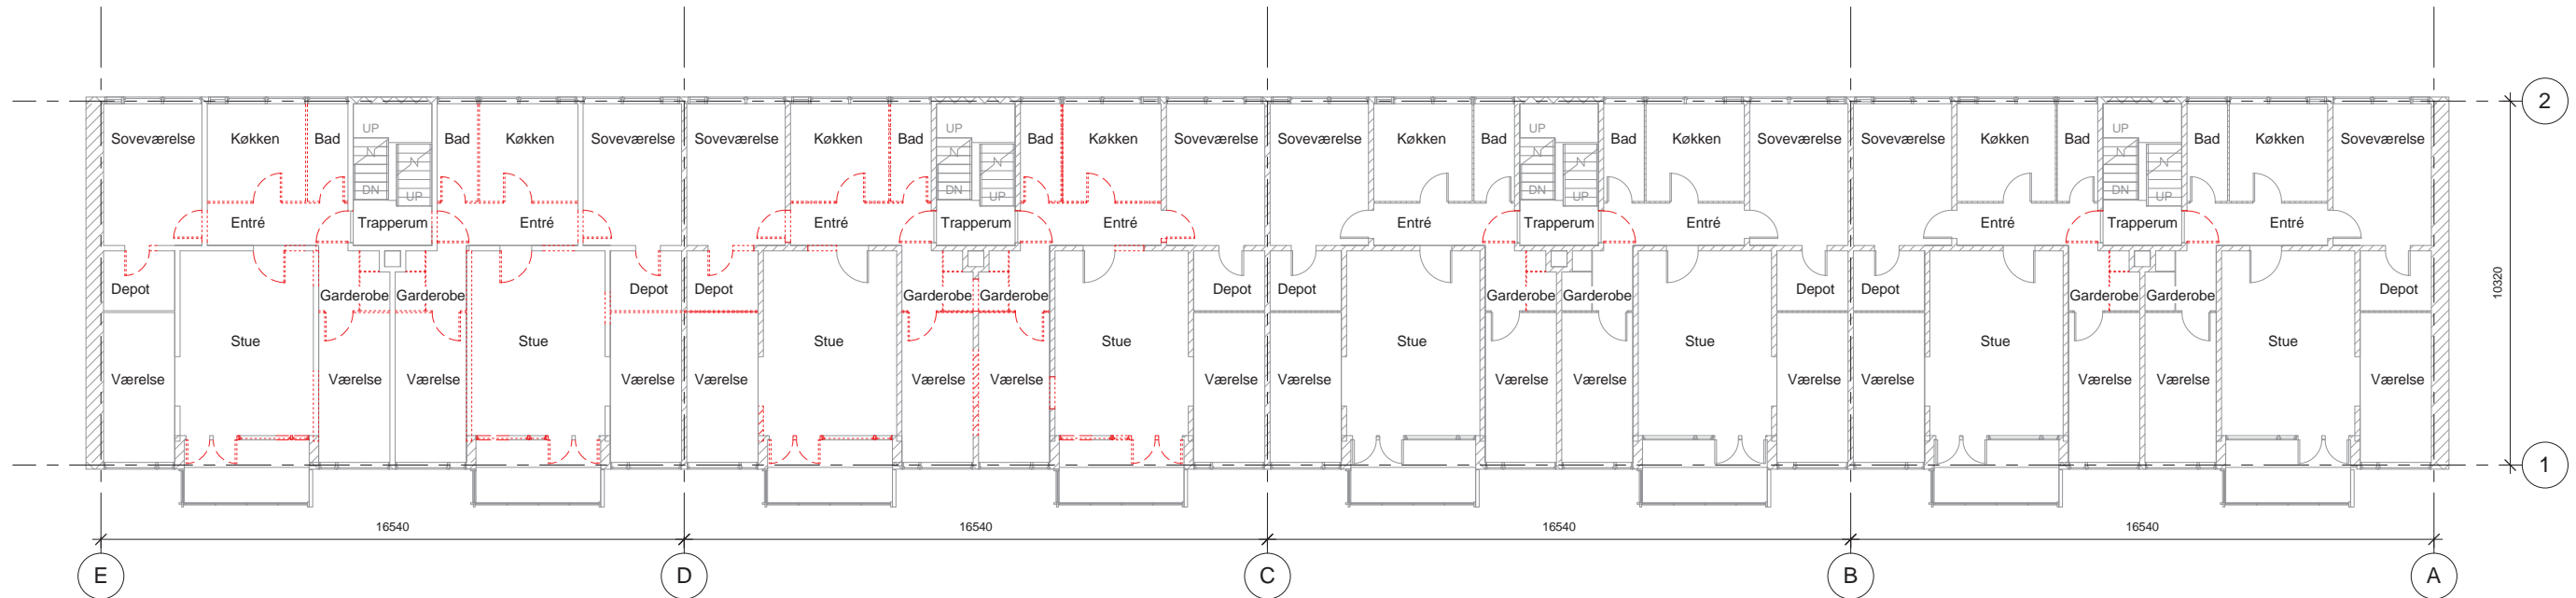 2
UP UP UP UP
Soveværelse Køkken Bad Bad Køkken Soveværelse Soveværelse Køkken Bad Bad Køkken Soveværelse Soveværelse Køkken Bad Bad Køkken Soveværelse Soveværelse Køkken Bad Bad Køkken Soveværelse
N N N N N N N N
DN UP DN UP DN UP DN UP
Entré Trapperum Entré Entré Trapperum Entré Entré Trapperum Entré Entré Trapperum Entré
10320
Depot Garderobe Garderobe Depot Depot Garderobe Garderobe Depot Depot Garderobe Garderobe Depot Depot Garderobe Garderobe Depot
Stue Stue Stue Stue Stue Stue Stue Stue
Værelse Værelse Værelse Værelse Værelse Værelse Værelse Værelse Værelse Værelse Værelse Værelse Værelse Værelse Værelse Værelse
1
16540 16540 16540 16540
E D C B A